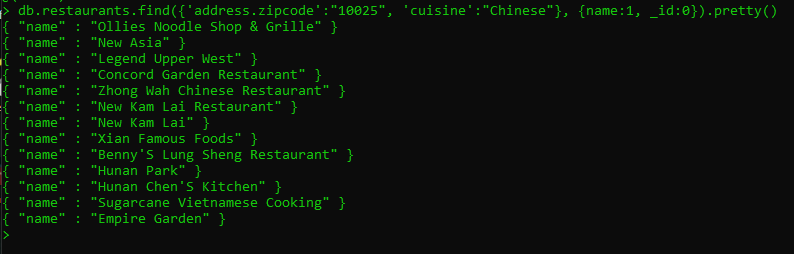 > db.restaurants.find({'address.zipcode':"10025", 'cuisine':"Chinese"}, {name:1, _id:0}).pretty()
{ "name" : "Ollies Noodle Shop & Grille" }
{ "name" : "New Asia" }
{ "name" : "Legend Upper West" }
{ "name" : "Concord Garden Restaurant" }
{ "name" : "Zhong Wah Chinese Restaurant" }
{ "name" : "New Kam Lai Restaurant" }
{ "name" : "New Kam Lai" }
{ "name" : "Xian Famous Foods" }
{ "name" : "Benny'S Lung Sheng Restaurant" }
{ "name" : "Hunan Park" }
{ "name" : "Hunan Chen'S Kitchen" }
{ "name" : "Sugarcane Vietnamese Cooking" }
{ "name" : "Empire Garden" }
>